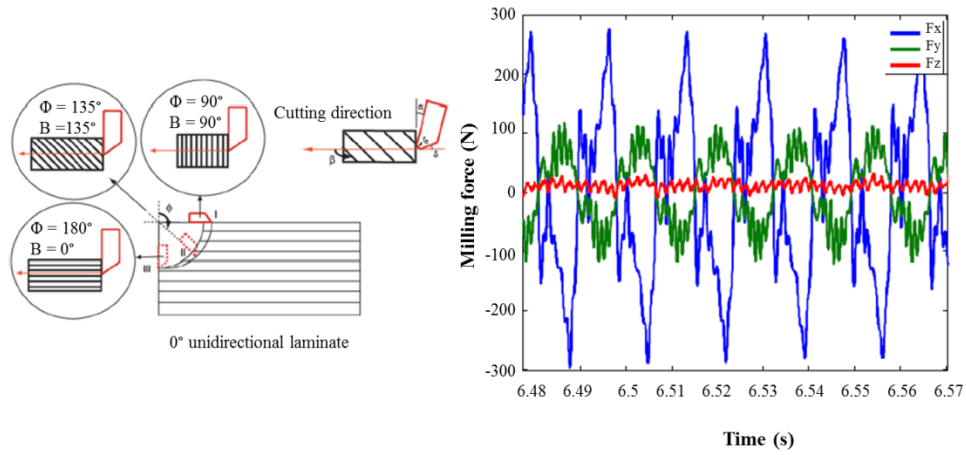 Φ = 135°
B =135°
Φ = 90°
B = 90°
Cutting direction
α
β
δ
Φ = 180°
B = 0°
ϕ
I
II
III
0° unidirectional laminate
Milling force (N)
300
200
100
0
-100
-200
-300
Fx
Fy
Fz
6.48 6.49 6.5 6.51 6.52 6.53 6.54 6.55 6.56 6.57
Time (s)